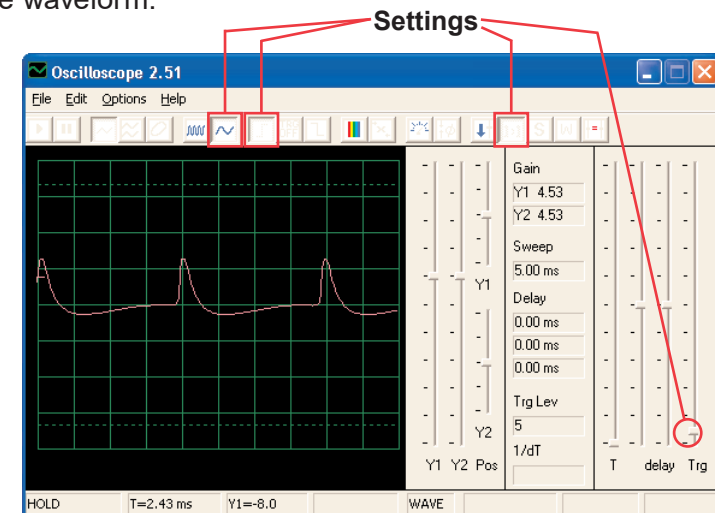 e waveform.
Settings
Oscilloscope 2.51
File Edit Options Help
Gain
Y1 4.53
Y2 4.53
Sweep
5.00 ms
Y1
Delay
0.00 ms
0.00 ms
0.00 ms
Trg Lev
5
Y2
1/dT
Y1 Y2 Pos
T delay Trg
HOLD T=2.43 ms Y1=-8.0 WAVE